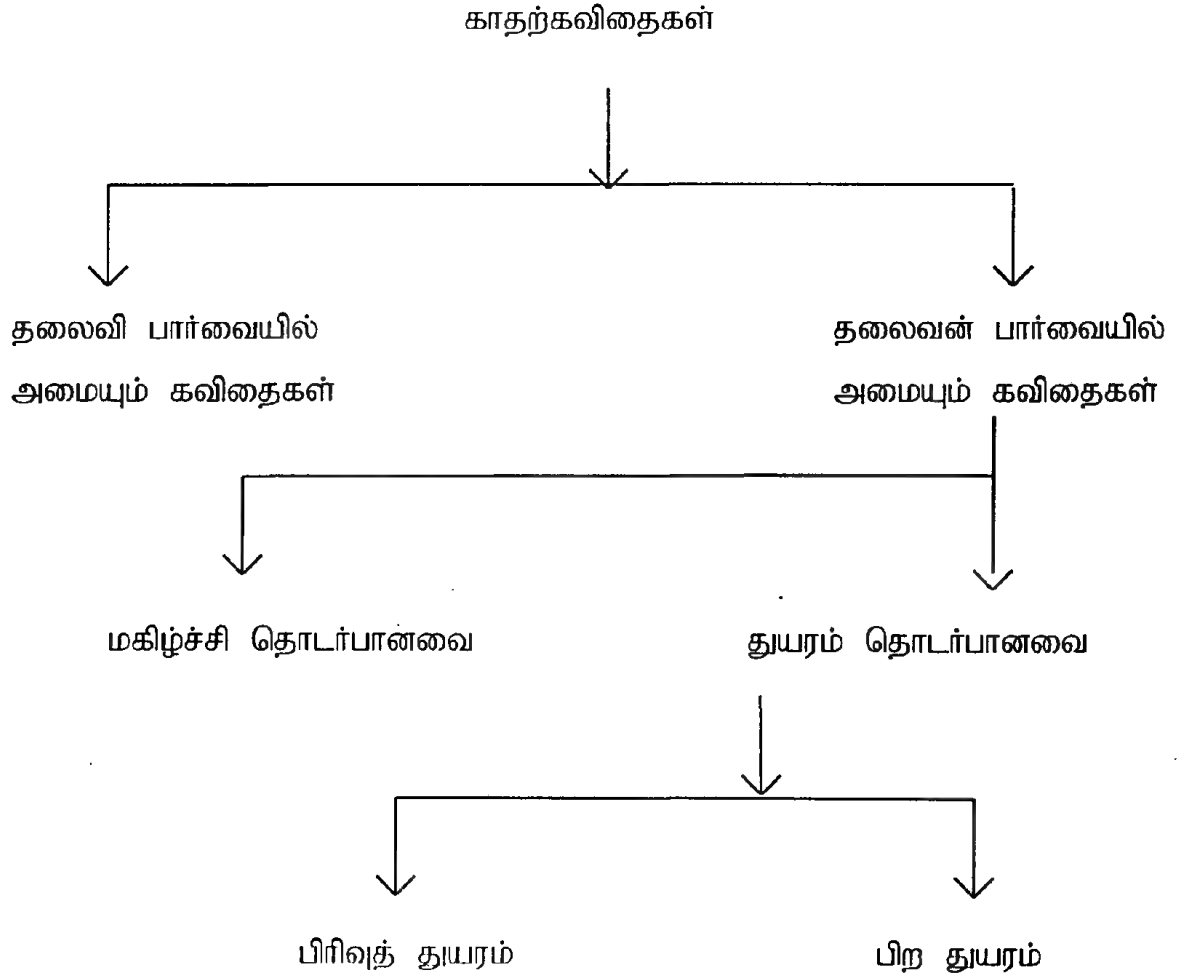 காதற்கவிதைகள்
தலைவி பார்வையில்
அமையும் கவிதைகள்
தலைவன் பார்வையில்
அமையும் கவிதைகள்
மகிழ்ச்சி தொடர்பானவை
துயரம் தொடர்பானவை
பிரிவுத் துயரம்
பிற துயரம்